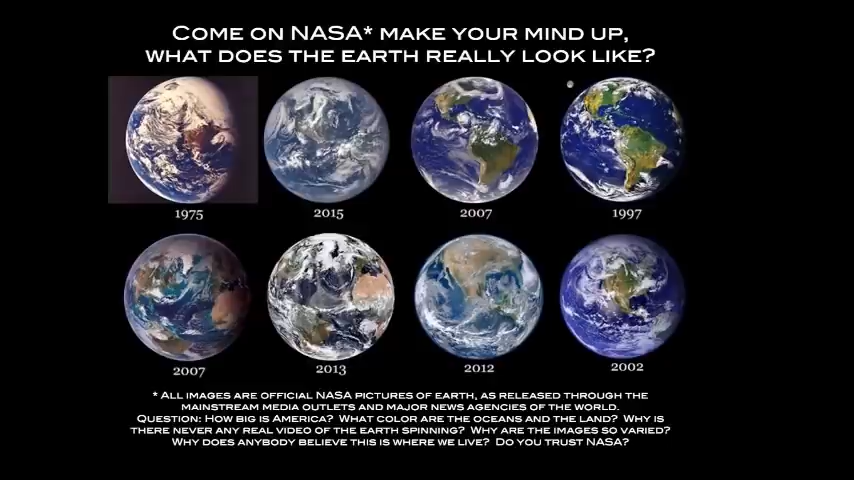 Come on NASA* make your mind up,
what does the earth really look like?
1975
2015
2007
1997
2007
2013
2012
2002
* All images are official NASA pictures of earth, as released through the
mainstream media outlets and major news agencies of the world.
Question: How big is America? What color are the oceans and the land? Why is
there never any real video of the earth spinning? Why are the images so varied?
Why does anybody believe this is where we live? Do you trust NASA?